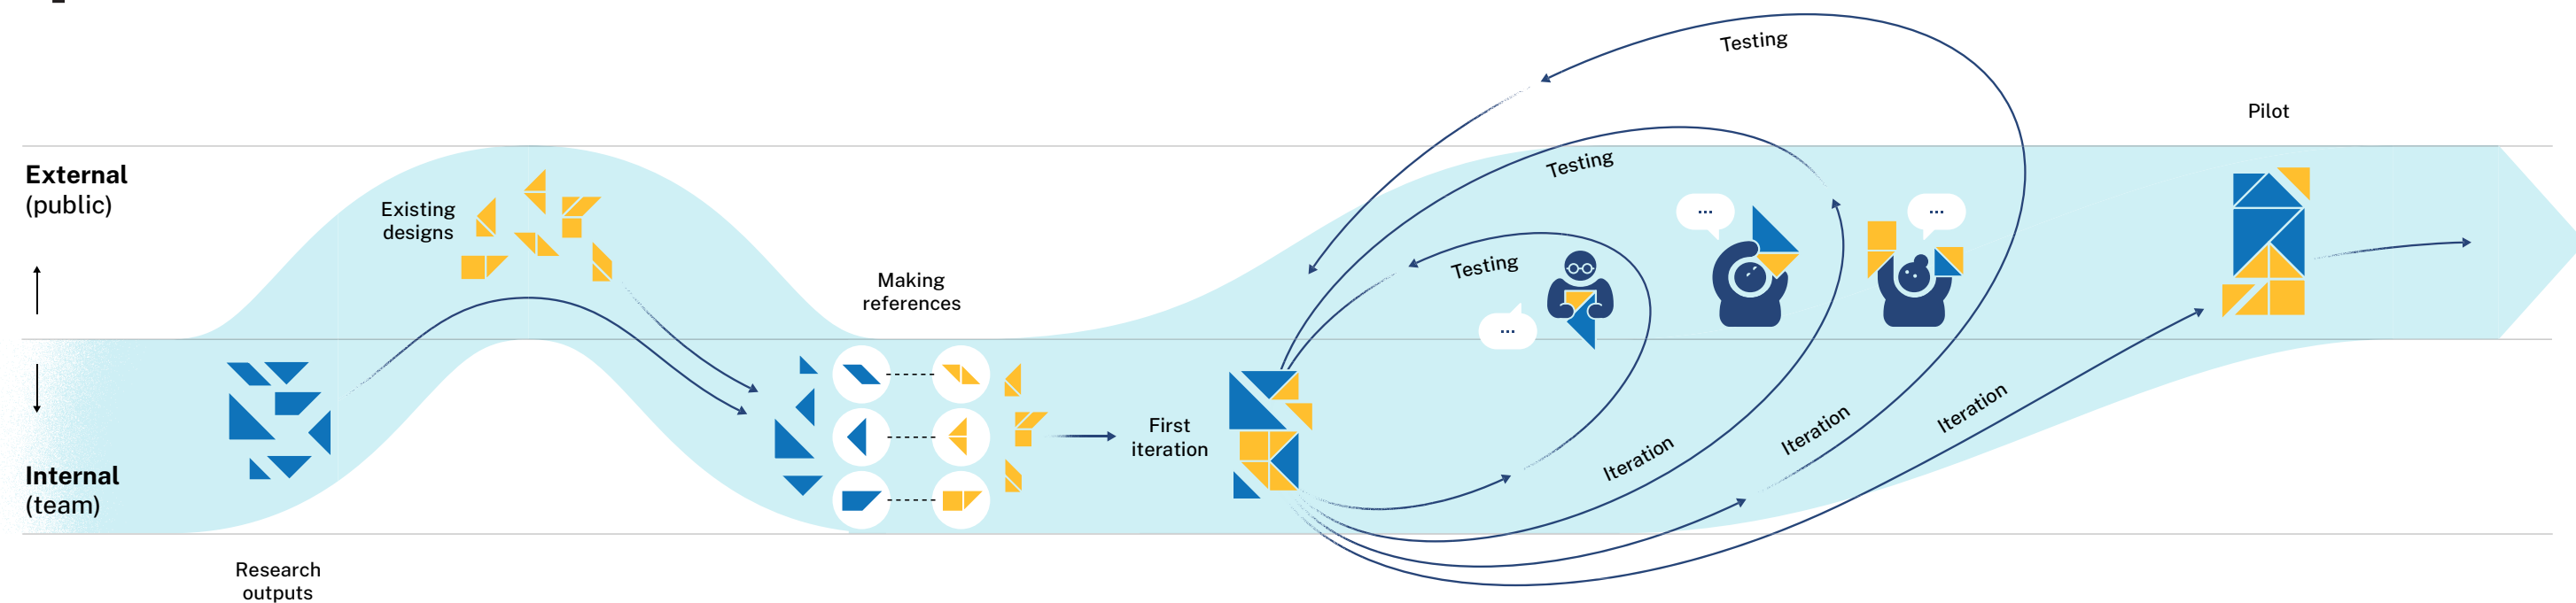 External
(public)
Internal
(team)
Research
outputs
Existing
designs
Making
references
First
iteration
Testing
Testing
Testing
...
...
...
Iteration
Iteration
Iteration
Pilot